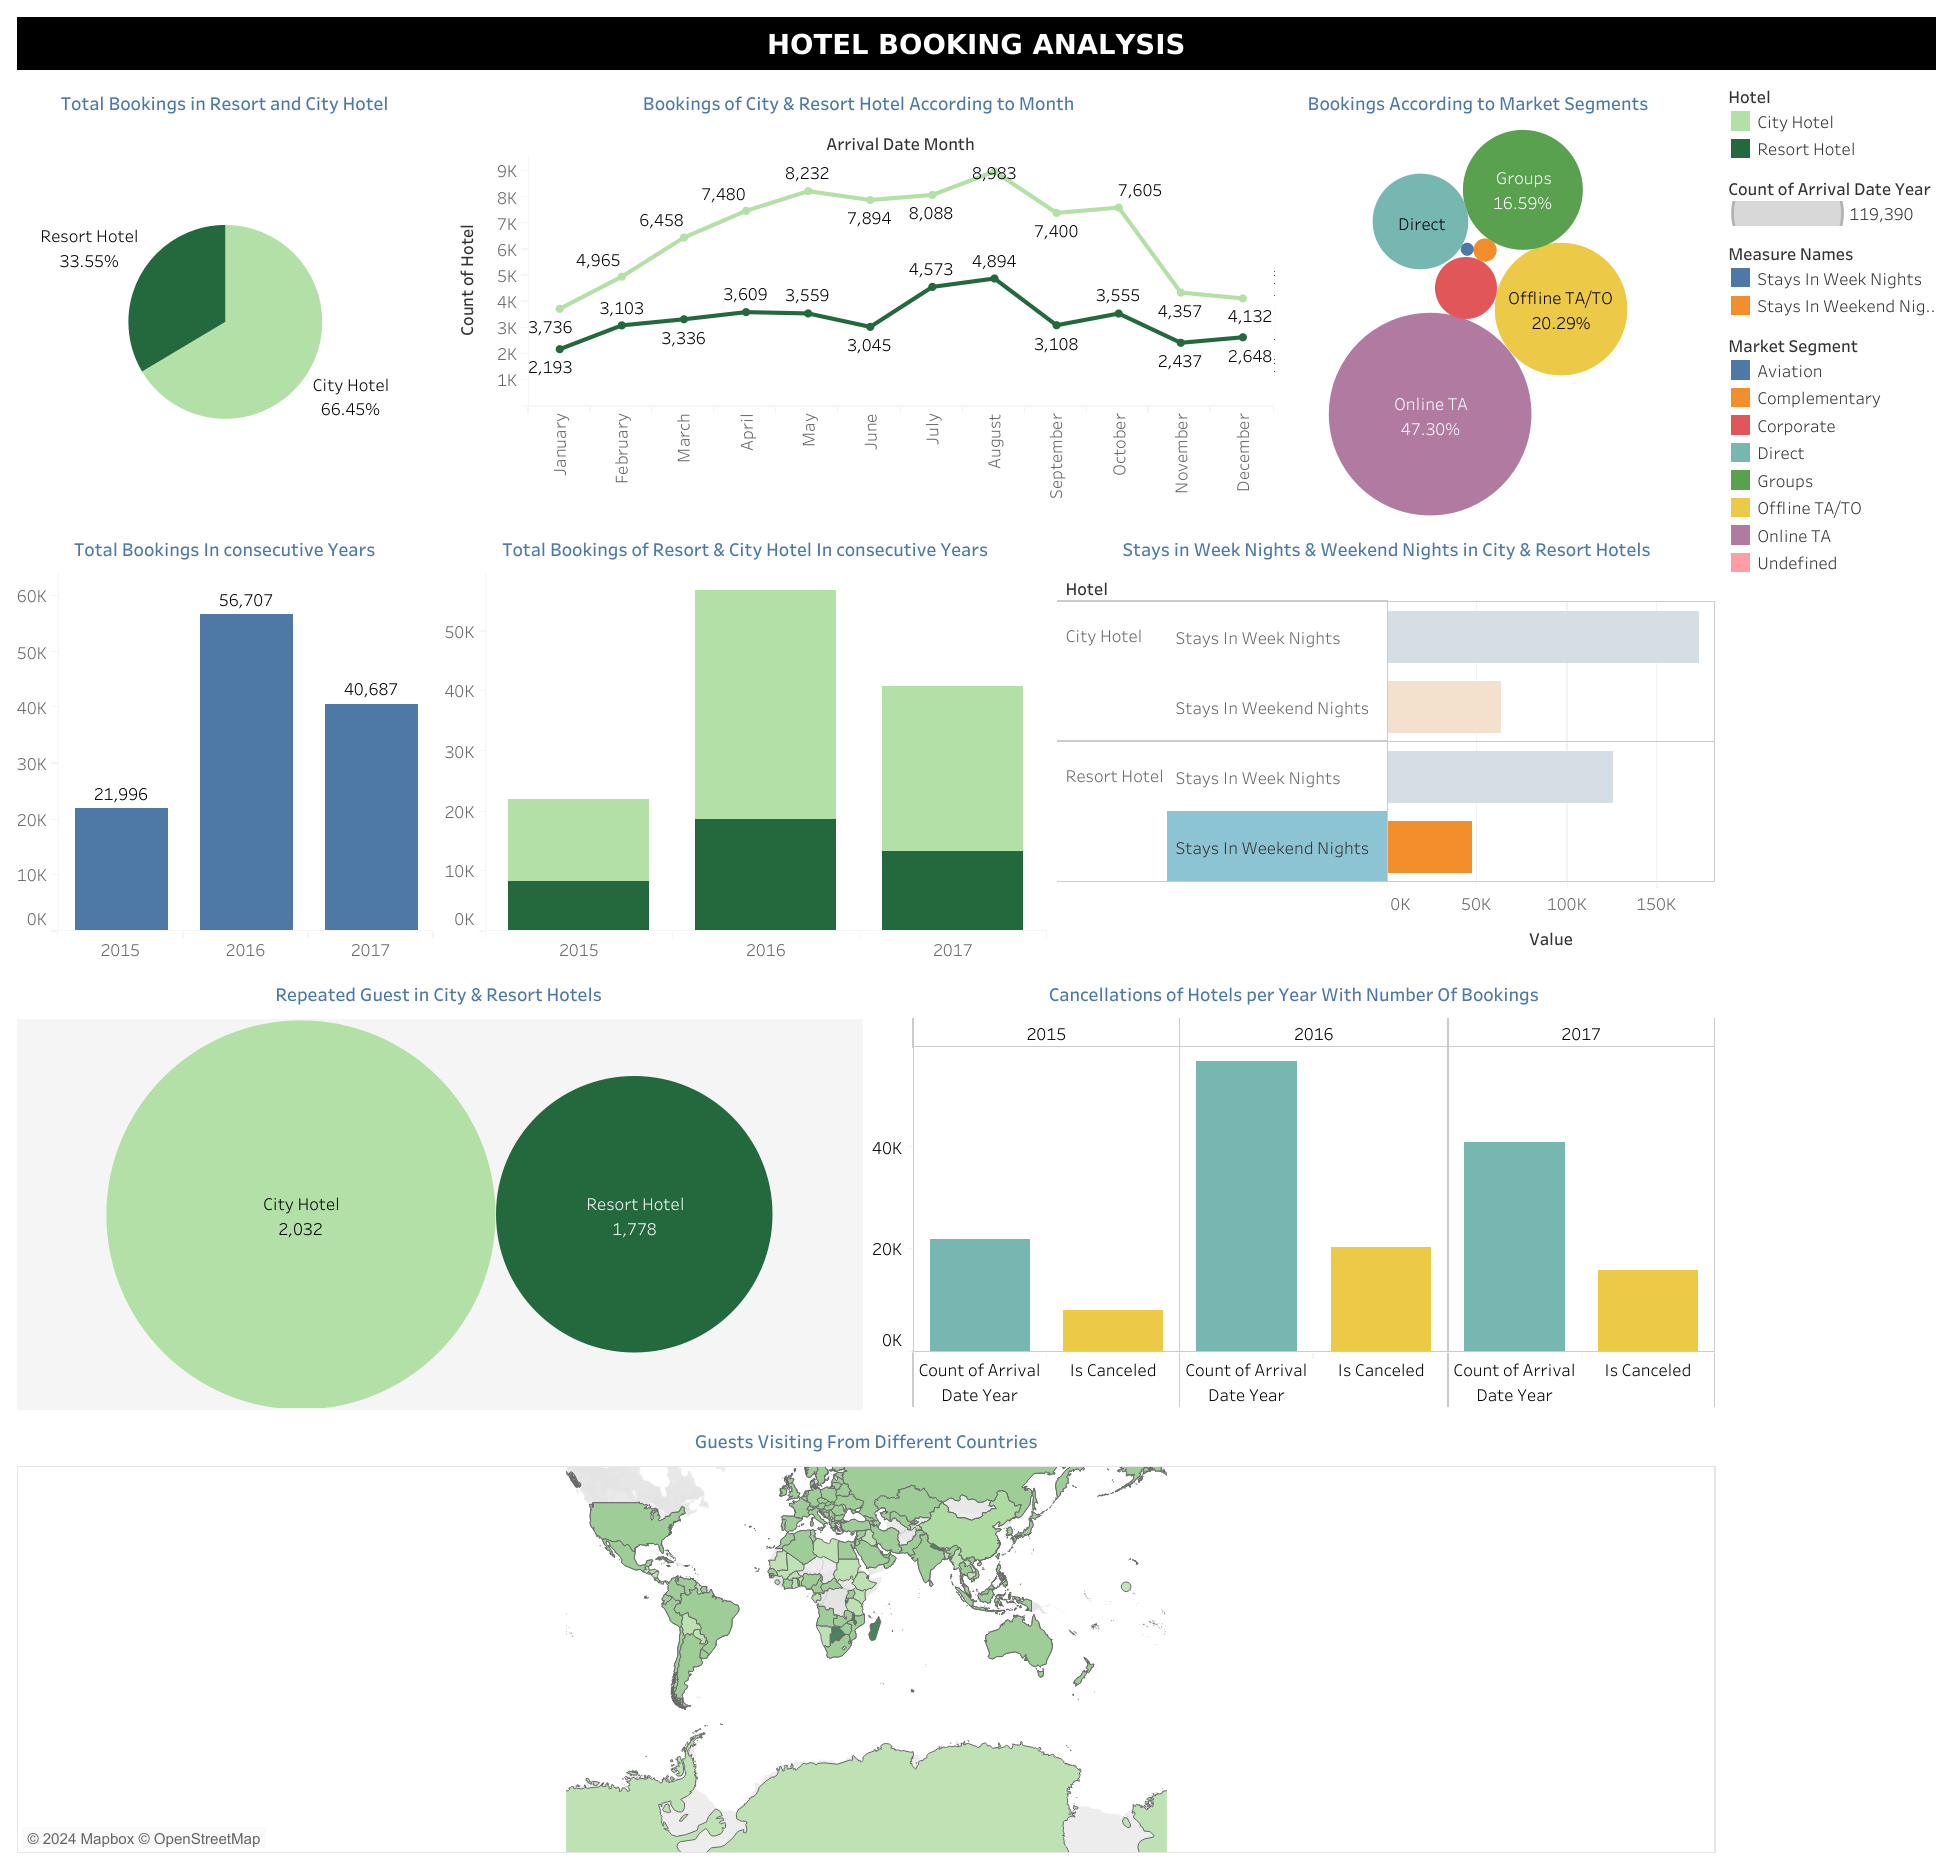 HOTEL BOOKING ANALYSIS
Total Bookings in Resort and City Hotel
Resort Hotel
33.55%
City Hotel
66.45%
Bookings of City & Resort Hotel According to Month
Arrival Date Month
Count of Hotel
9K
8K
7K
6K
5K
4K
3K
2K
1K
3,736
4,965
6,458
7,480
8,232
7,894
8,088
8,983
7,400
7,605
4,357
4,132
2,193
3,103
3,336
3,609
3,559
3,045
4,573
4,894
3,108
3,555
2,437
2,648
January
February
March
April
May
June
July
August
September
October
November
December
Bookings According to Market Segments
Groups
16.59%
Direct
Offline TA/TO
20.29%
Online TA
47.30%
Hotel
City Hotel
Resort Hotel
Count of Arrival Date Year
119,390
Measure Names
Stays In Week Nights
Stays In Weekend Nig..
Market Segment
Aviation
Complementary
Corporate
Direct
Groups
Offline TA/TO
Online TA
Undefined
Total Bookings In consecutive Years
60K
50K
40K
30K
20K
10K
0K
21,996
56,707
40,687
2015
2016
2017
Total Bookings of Resort & City Hotel In consecutive Years
50K
40K
30K
20K
10K
0K
2015
2016
2017
Stays in Week Nights & Weekend Nights in City & Resort Hotels
Hotel
City Hotel
Stays In Week Nights
Stays In Weekend Nights
Resort Hotel
Stays In Week Nights
Stays In Weekend Nights
0K
50K
100K
150K
Value
Repeated Guest in City & Resort Hotels
City Hotel
2,032
Resort Hotel
1,778
Cancellations of Hotels per Year With Number Of Bookings
2015
2016
2017
40K
20K
0K
Count of Arrival
Date Year
Is Canceled
Count of Arrival
Date Year
Is Canceled
Count of Arrival
Date Year
Is Canceled
Guests Visiting From Different Countries
© 2024 Mapbox © OpenStreetMap